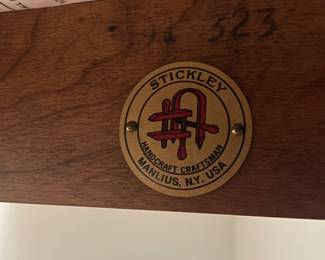 523
STICKLEY
HANDCRAFT CRAFTSMAN
MANLIUS, N.Y. USA